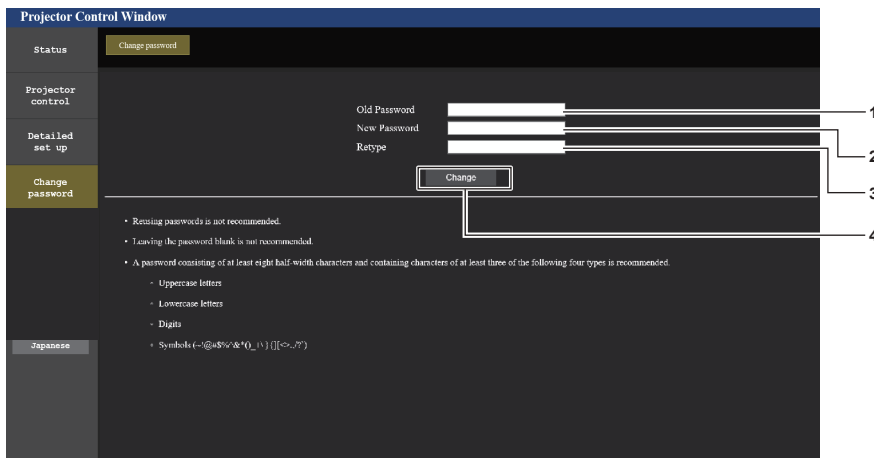 Projector Control Window
Status
Change password
Projector
control
Detailed
set up
Change
password
Japanese
Old Password
New Password
Retype
Change
1
2
3
4
• Reusing passwords is not recommended.
• Leaving the password blank is not recommended.
• A password consisting of at least eight half-width characters and containing characters of at least three of the following four types is recommended.
◦ Uppercase letters
◦ Lowercase letters
◦ Digits
◦ Symbols